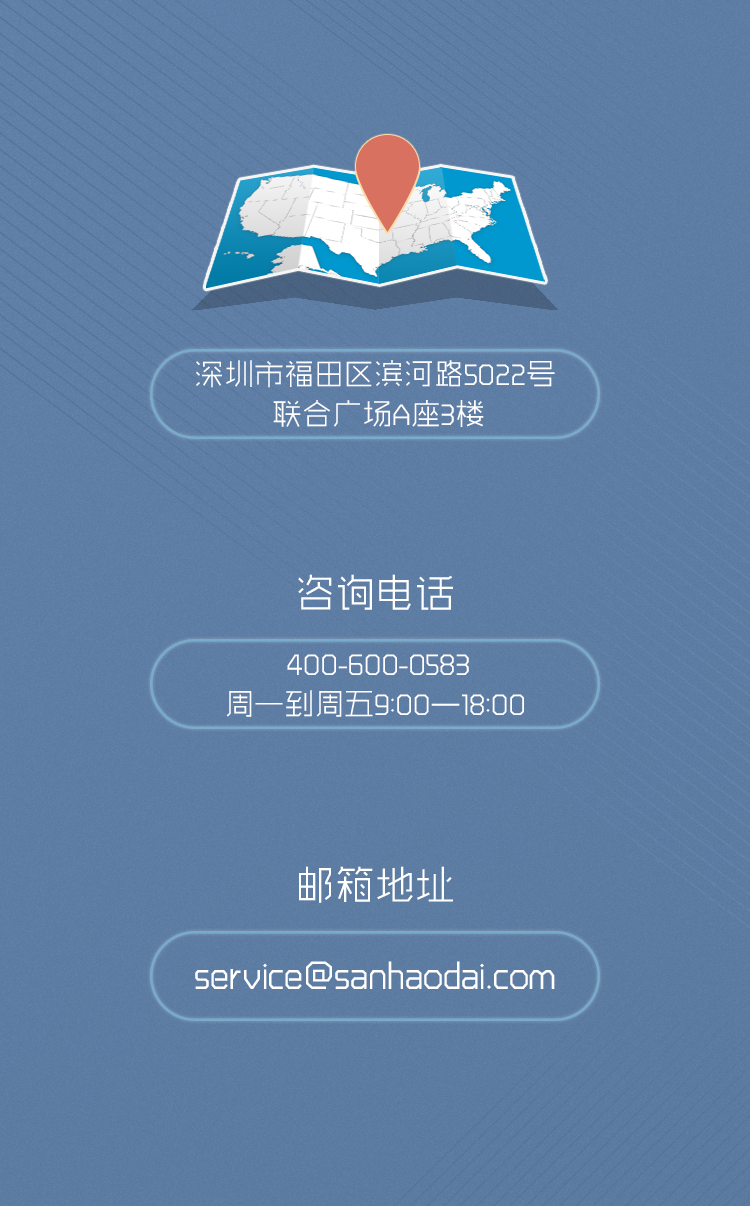 深圳市福田区滨河路5022号
联合广场A座3楼
咨询电话
400-600-0583
周一到周五9:00—18:00
邮箱地址
service@sanhaodai.com